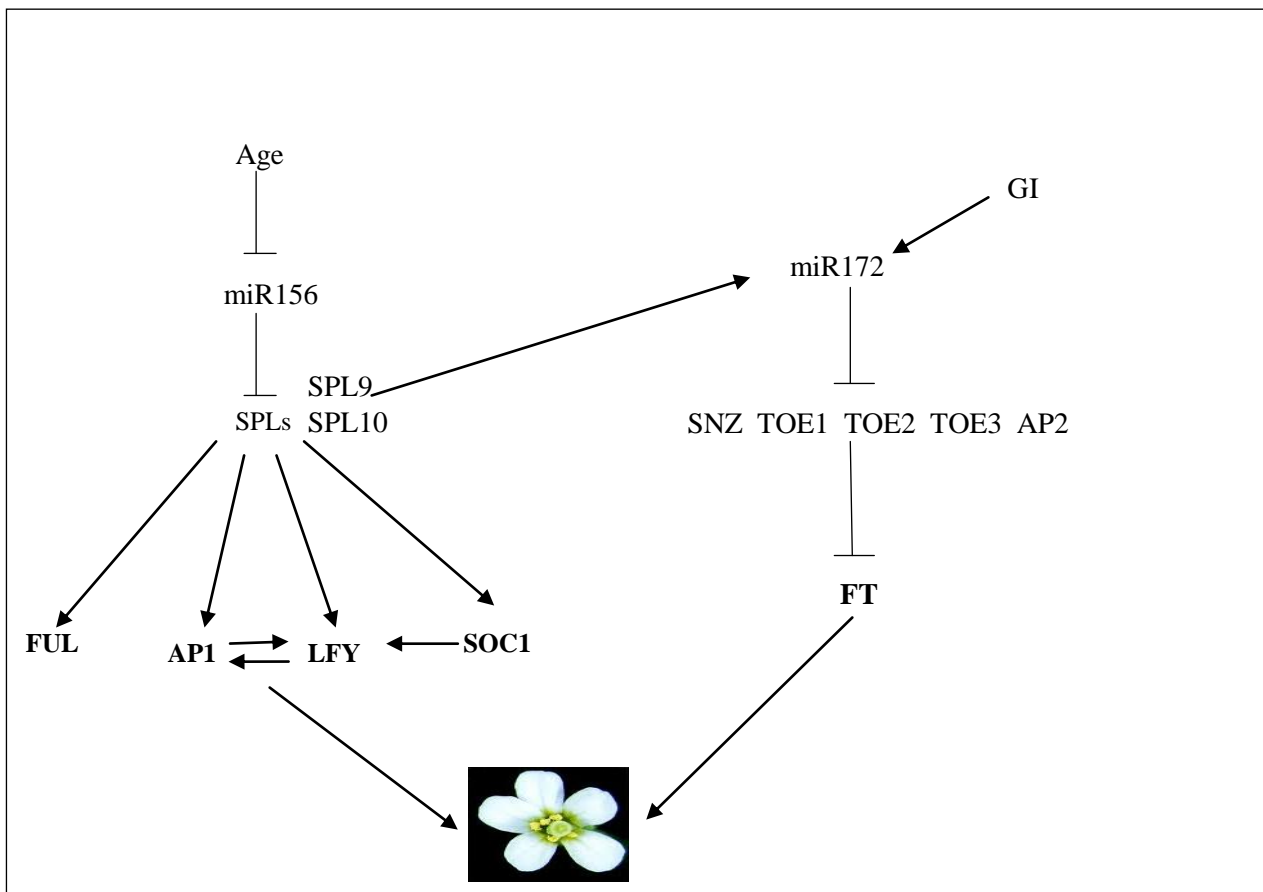 Age
GI
miR172
miR156
SPL9
SPLs SPL10
SNZ TOE1 TOE2 TOE3 AP2
FT
FUL AP1 LFY SOC1